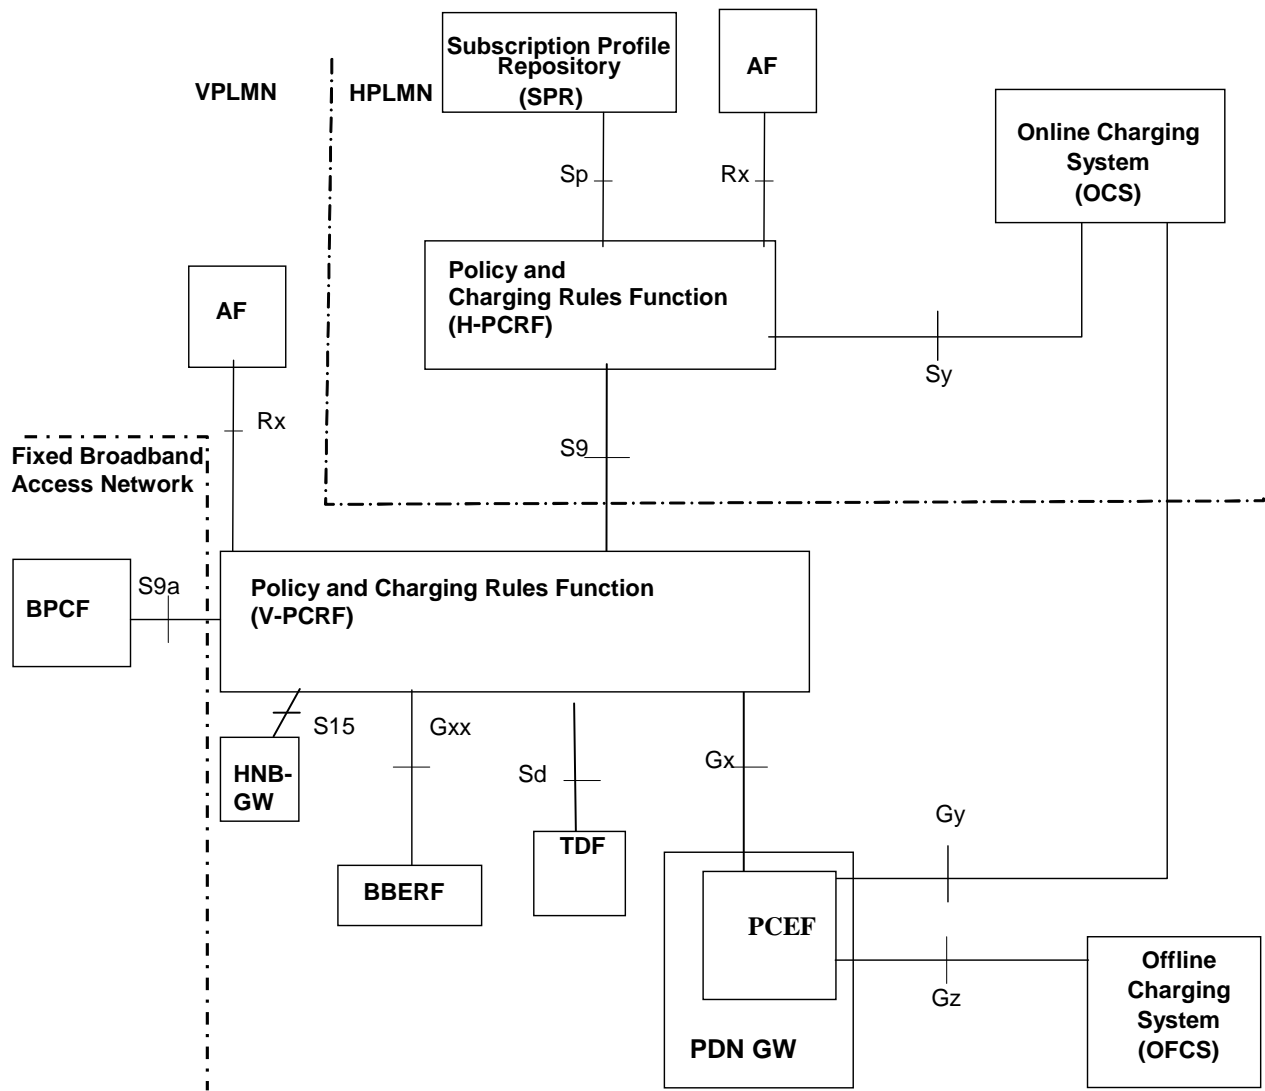 Subscription Profile
Repository
(SPR)
AF
VPLMN
HPLMN
Online Charging
System
(OCS)
Sp
Rx
Policy and
Charging Rules Function
(H-PCRF)
AF
Sy
Rx
S9
Fixed Broadband
Access Network
S9a
BPCF
Policy and Charging Rules Function
(V-PCRF)
S15
Gxx
Sd
Gx
HNB-
GW
TDF
BBERF
Gy
PCEF
Gz
Offline
Charging
System
(OFCS)
PDN GW